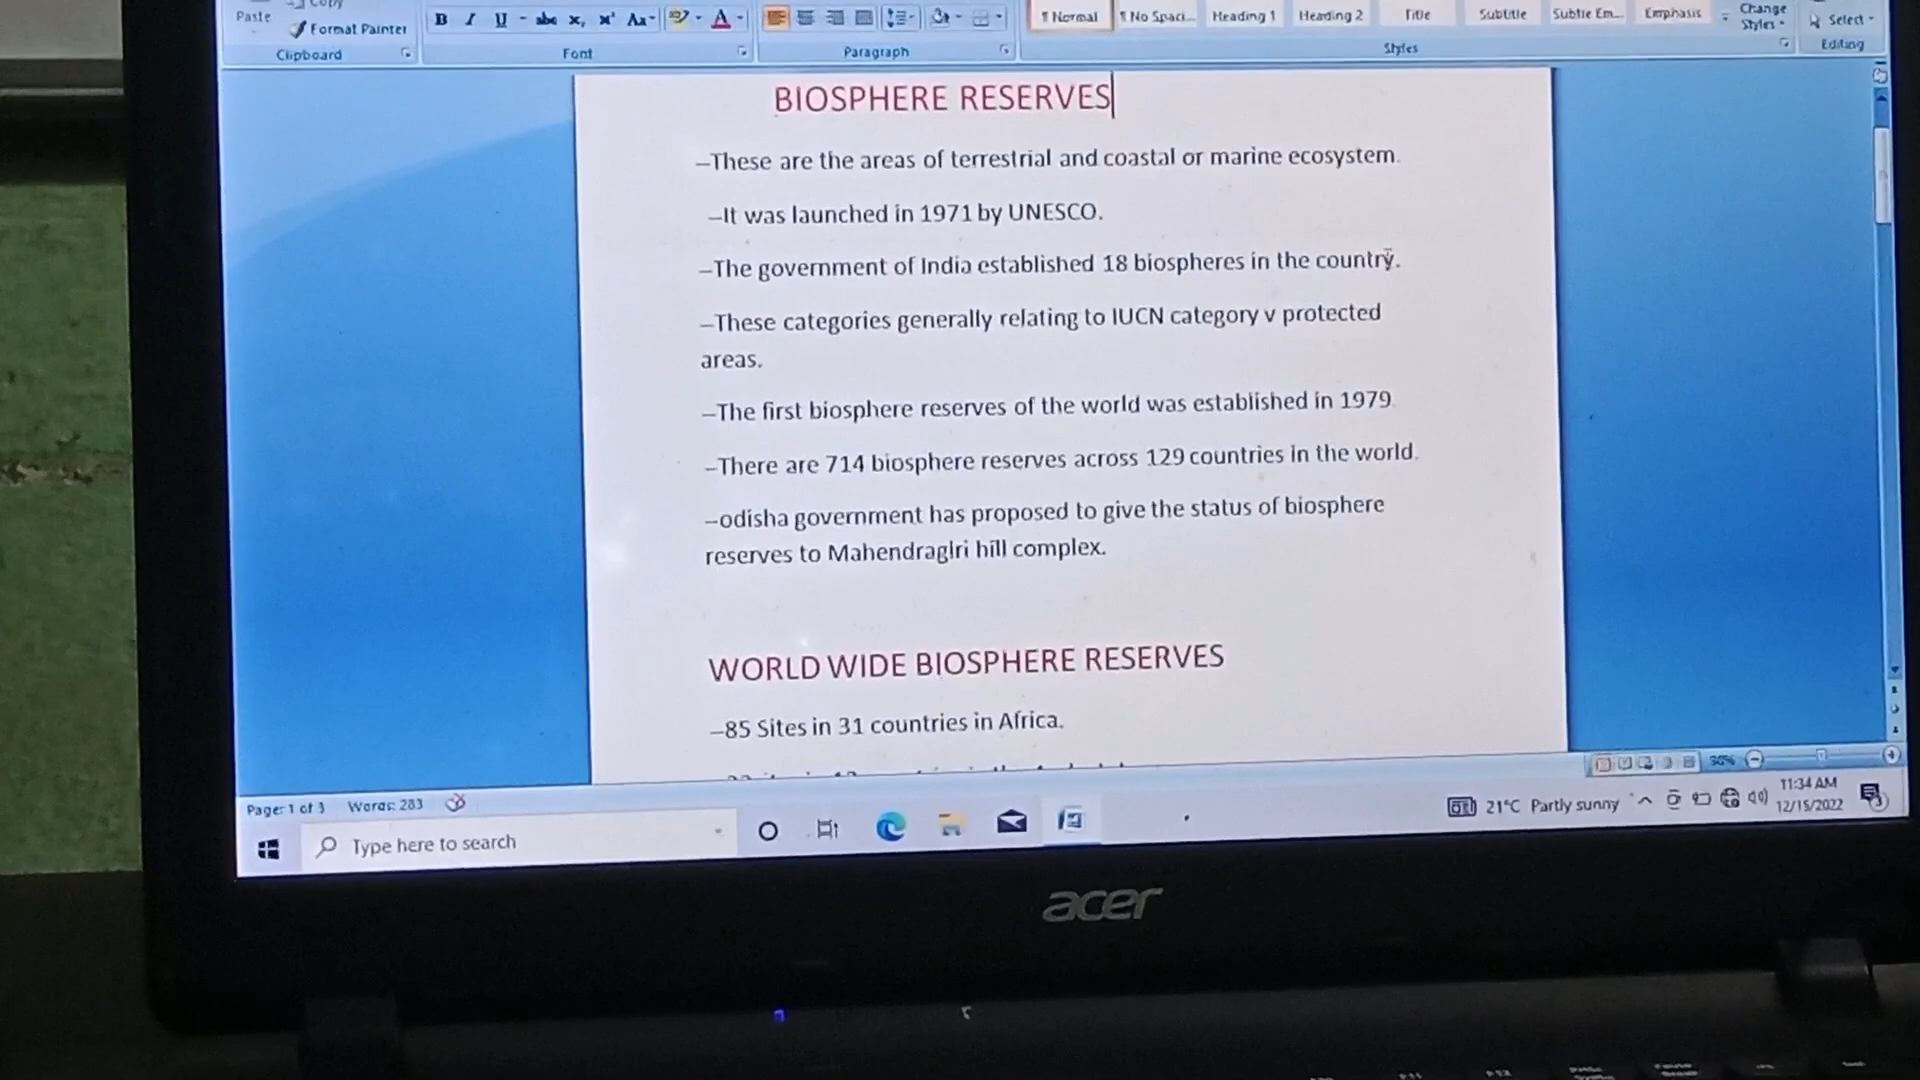 Paste
Copy
Format Painter
Clipboard
Font
Paragraph
Normal
No Spaci...
Heading 1
Heading 2
Title
Subtitle
Subtle Em...
Emphasis
Change
Styles
Styles
Select
Editing
BIOSPHERE RESERVES
–These are the areas of terrestrial and coastal or marine ecosystem.
–It was launched in 1971 by UNESCO.
–The government of India established 18 biospheres in the country.
–These categories generally relating to IUCN category v protected
areas.
–The first biosphere reserves of the world was established in 1979
–There are 714 biosphere reserves across 129 countries in the world.
–odisha government has proposed to give the status of biosphere
reserves to Mahendragiri hill complex.
WORLD WIDE BIOSPHERE RESERVES
–85 Sites in 31 countries in Africa.
Page: 1 of 3 Words: 283
Type here to search
21°C Partly sunny
11:34 AM
12/15/2022
acer